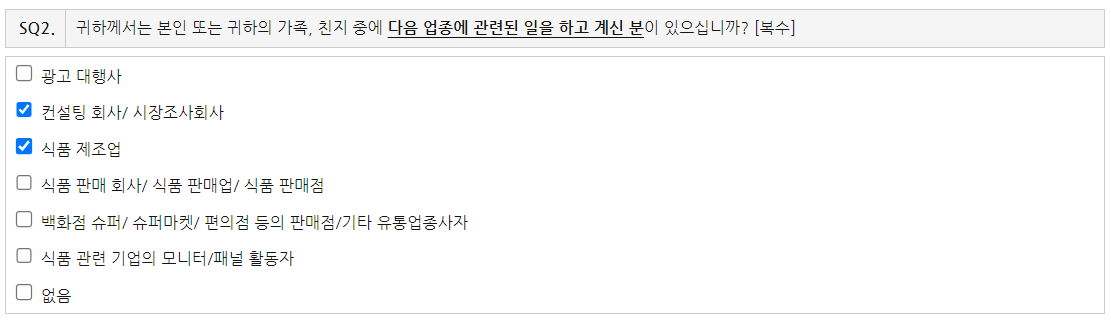 SQ2. 귀하께서는 본인 또는 귀하의 가족, 친지 중에 다음 업종에 관련된 일을 하고 계신 분이 있으십니까? [복수]
광고 대행사
컨설팅 회사/ 시장조사회사
식품 제조업
식품 판매 회사/ 식품 판매업/ 식품 판매점
백화점 슈퍼/ 슈퍼마켓/ 편의점 등의 판매점/기타 유통업종사자
식품 관련 기업의 모니터/패널 활동자
없음